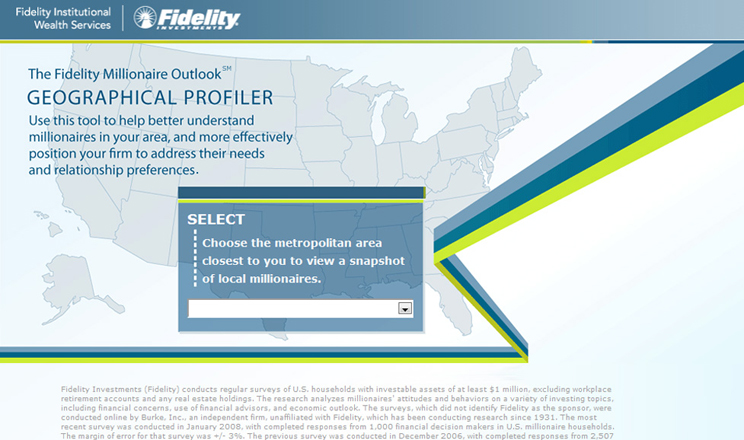 Fidelity Institutional
Wealth Services
Fidelity
INVESTMENTS
The Fidelity Millionaire Outlook℠
GEOGRAPHICAL PROFILER
Use this tool to help better understand
millionaires in your area, and more effectively
position your firm to address their needs
and relationship preferences.
SELECT
Choose the metropolitan area
closest to you to view a snapshot
of local millionaires.
Fidelity Investments (Fidelity) conducts regular surveys of U.S. households with investable assets of at least $1 million, excluding workplace
retirement accounts and any real estate holdings. The research analyzes millionaires' attitudes and behaviors on a variety of investing topics,
including financial concerns, use of financial advisors, and economic outlook. The surveys, which did not identify Fidelity as the sponsor, were
conducted online by Burke, Inc., an independent firm, unaffiliated with Fidelity, which has been conducting research since 1931. The most
recent survey was conducted in January 2008, with completed responses from 1,000 financial decision makers in U.S. millionaire households.
The margin of error for that survey was +/- 3%. The previous survey was conducted in December 2006, with completed responses from 2,507